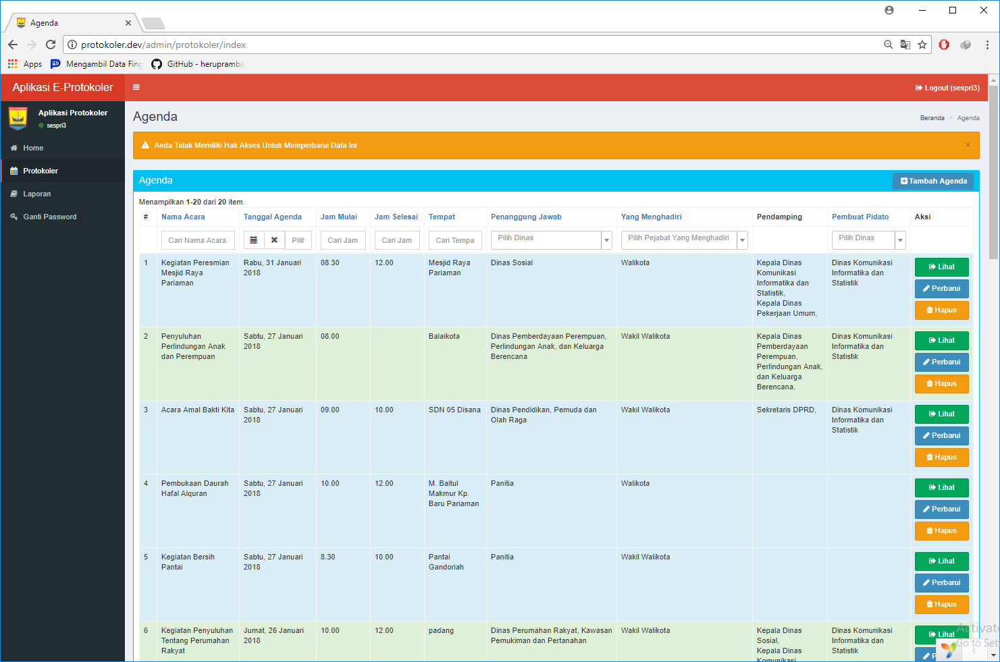 Agenda
protokoler.dev/admin/protokoler/index
Apps
Mengambil Data Fing
GitHub - herupramba
Aplikasi E-Protokoler
Logout (sespri3)
Aplikasi Protokoler
sespri3
Home
Protokoler
Laporan
Ganti Password
Agenda
Beranda > Agenda
Anda Tidak Memiliki Hak Akses Untuk Memperbarui Data Ini
×
Agenda
Tambah Agenda
Menampilkan 1-20 dari 20 item.
# Nama Acara Tanggal Agenda Jam Mulai Jam Selesai Tempat Penanggung Jawab Yang Menghadiri Pendamping Pembuat Pidato Aksi
Cari Nama Acara. Pilih Cari Jam Cari Jam Cari Tempa Pilih Dinas Pilih Pejabat Yang Menghadiri Pilih Dinas
1
Kegiatan Peresmian
Mesjid Raya
Pariaman
Rabu, 31 Januari
2018
08.30
12.00
Mesjid Raya
Pariaman
Dinas Sosial
Walikota
Kepala Dinas
Komunikasi
Informatika dan
Statistik,
Kepala Dinas
Pekerjaan Umum,
Dinas Komunikasi
Informatika dan
Statistik
Lihat
Perbarui
Hapus
2
Penyuluhan
Perlindungan Anak
dan Perempuan
Sabtu, 27 Januari
2018
08.00
Balaikota
Dinas Pemberdayaan Perempuan,
Perlindungan Anak, dan Keluarga
Berencana
Wakil Walikota
Kepala Dinas
Pemberdayaan
Perempuan,
Perlindungan Anak,
dan Keluarga
Berencana,
Dinas Komunikasi
Informatika dan
Statistik
Lihat
Perbarui
Hapus
3
Acara Amal Bakti Kita
Sabtu, 27 Januari
2018
09.00
10.00
SDN 05 Disana
Dinas Pendidikan, Pemuda dan
Olah Raga
Wakil Walikota
Sekretaris DPRD,
Dinas Komunikasi
Informatika dan
Statistik
Lihat
Perbarui
Hapus
4
Pembukaan Daurah
Hafal Alquran
Sabtu, 27 Januari
2018
10.00
12.00
M. Baitul
Makmur Kp.
Baru Pariaman
Panitia
Walikota
Lihat
Perbarui
Hapus
5
Kegiatan Bersih
Pantai
Sabtu, 27 Januari
2018
8.30
10.00
Pantai
Gandoriah
Panitia
Wakil Walikota
Lihat
Perbarui
Hapus
6
Kegiatan Penyuluhan
Tentang Perumahan
Rakyat
Jumat, 26 Januari
2018
10.00
12.00
padang
Dinas Perumahan Rakyat, Kawasan
Pemukiman dan Pertanahan
Wakil Walikota
Kepala Dinas
Sosial,
Kepala Dinas
Komunikasi
Dinas Komunikasi
Informatika dan
Statistik
Lihat
Activate
Go to Set